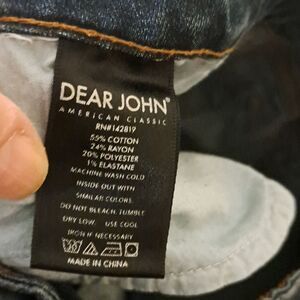 DEAR JOHN®
AMERICAN CLASSIC
RN#142819
55% COTTON
24% RAYON
20% POLYESTER
1% ELASTANE
MACHINE WASH COLD
INSIDE OUT WITH
SIMILAR COLORS.
DO NOT BLEACH. TUMBLE
DRY LOW. USE COOL
IRON IF NECESSARY
MADE IN CHINA